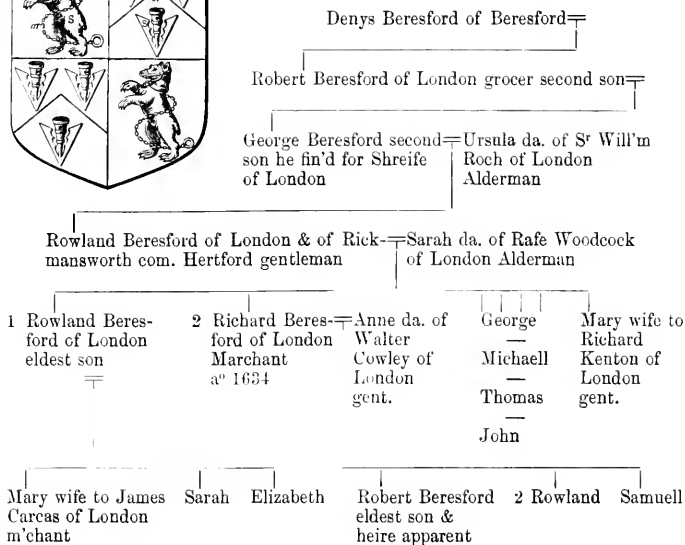 S
Denys Beresford of Beresford
Robert Beresford of London grocer second son
George Beresford second
son he fin'd for Shreife
of London
Ursula da. of Sʳ Will'm
Roch of London
Alderman
Rowland Beresford of London & of Rick-
mansworth com. Hertford gentleman
Sarah da. of Rafe Woodcock
of London Alderman
1 Rowland Beres-
ford of London
eldest son
2 Richard Beres-
ford of London
Marchant
aº 1634
Anne da. of
Walter
Cowley of
London
gent.
George
—
Michaell
—
Thomas
—
John
Mary wife to
Richard
Kenton of
London
gent.
Mary wife to James
Carcas of London
m'chant
Sarah
Elizabeth
Robert Beresford
eldest son &
heire apparent
2 Rowland
Samuell